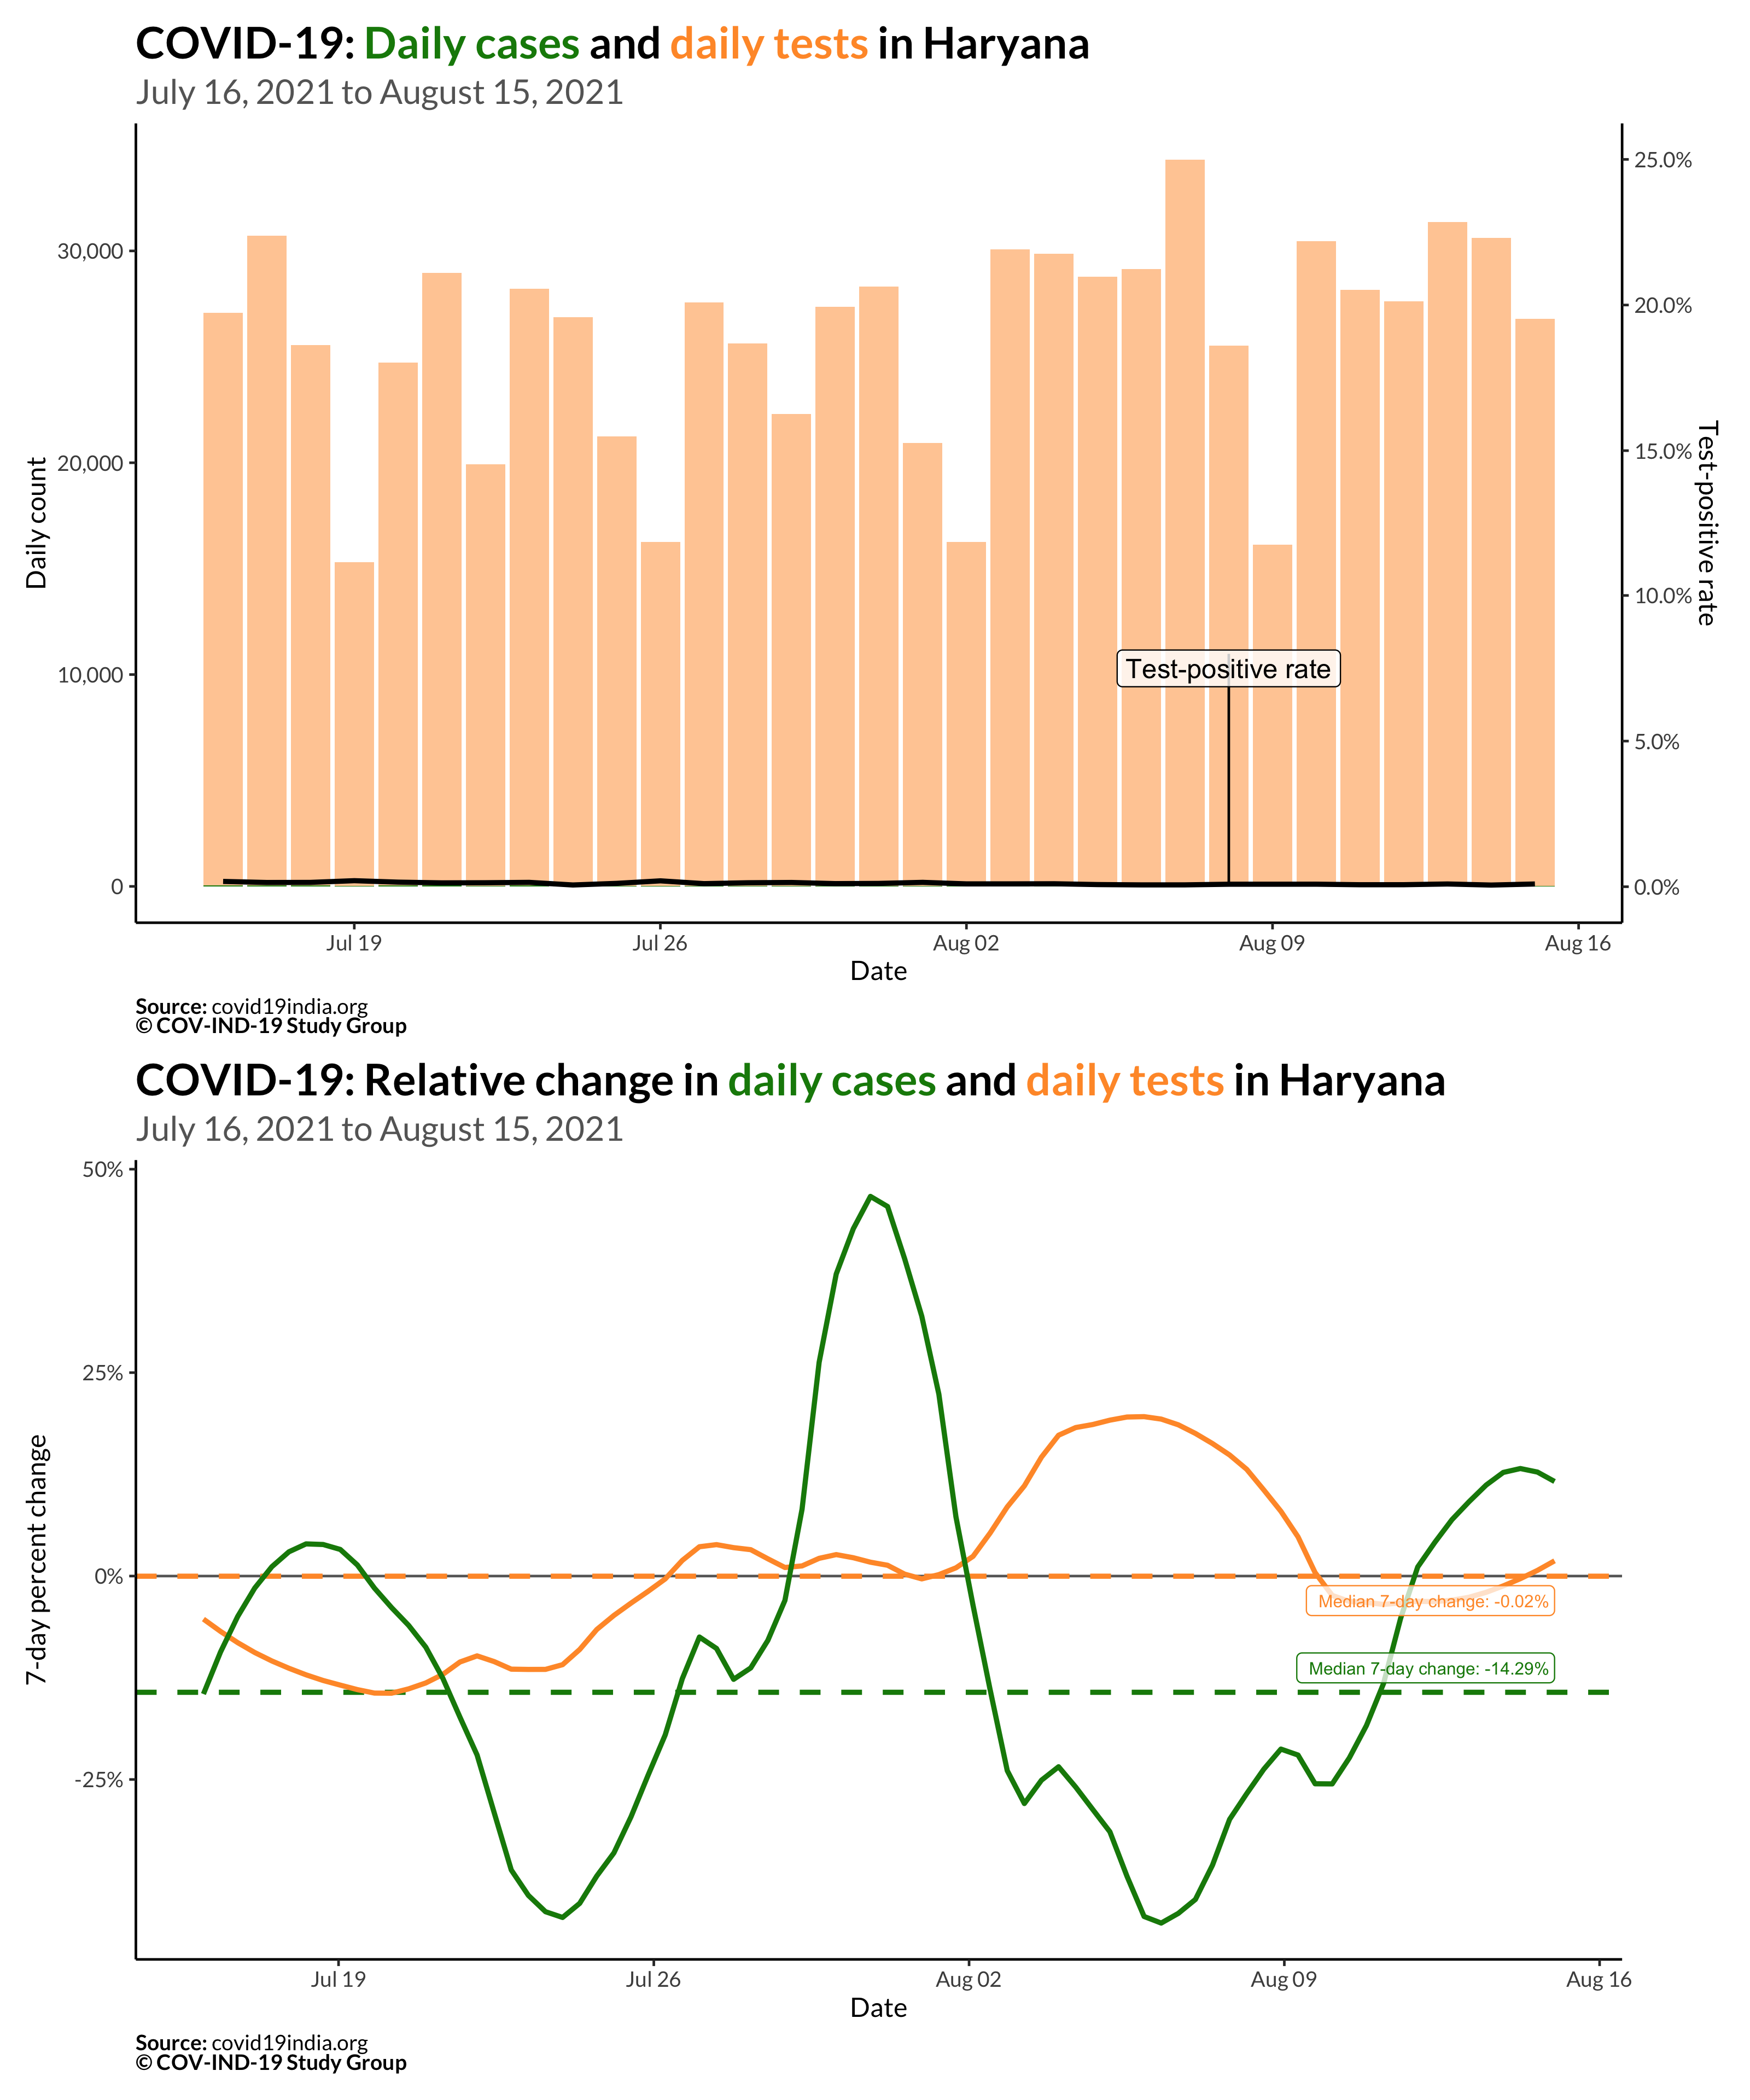 COVID-19: Daily cases and daily tests in Haryana
July 16, 2021 to August 15, 2021
25.0%
30,000
20.0%
20,000
15.0%
Daily count
Test-positive rate
10.0%
10,000
Test-positive rate
5.0%
0
0.0%
Jul 19
Jul 26
Aug 02
Aug 09
Aug 16
Date
Source: covid19india.org
© COV-IND-19 Study Group
COVID-19: Relative change in daily cases and daily tests in Haryana
July 16, 2021 to August 15, 2021
50%
25%
7-day percent change
0%
Median 7-day change: -0.02%
Median 7-day change: -14.29%
-25%
Jul 19
Jul 26
Aug 02
Aug 09
Aug 16
Date
Source: covid19india.org
© COV-IND-19 Study Group